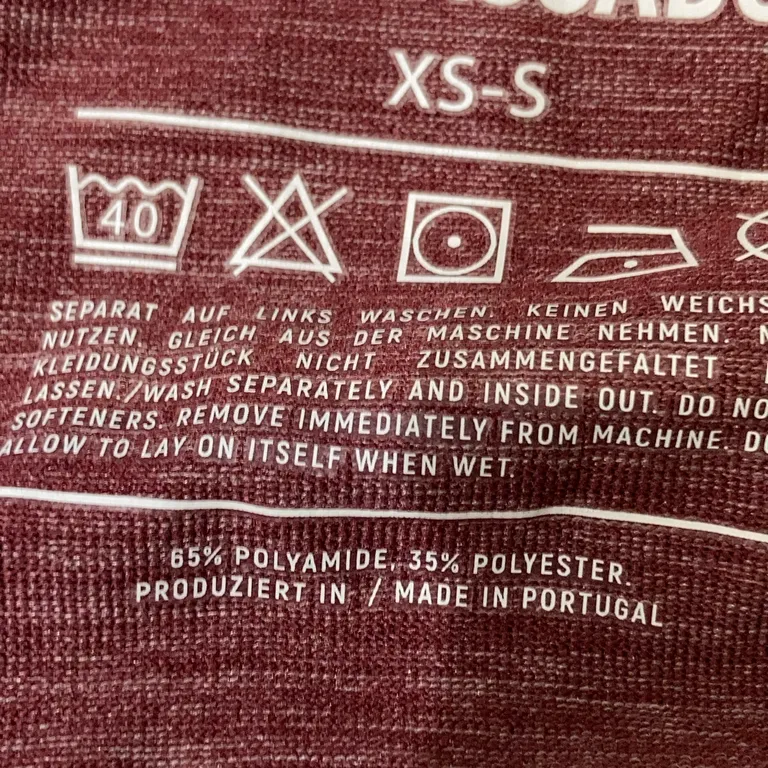 XS-S
40
SEPARAT AUF LINKS WASCHEN. KEINEN
NUTZEN. GLEICH AUS DER MASCHINE NEHMEN.
KLEIDUNGSSTÜCK NICHT ZUSAMMENGEFALTET
LASSEN./WASH SEPARATELY AND INSIDE OUT. DO
SOFTENERS. REMOVE IMMEDIATELY FROM MACHINE.
ALLOW TO LAY ON ITSELF WHEN WET.
65% POLYAMIDE, 35% POLYESTER.
PRODUZIERT IN / MADE IN PORTUGAL